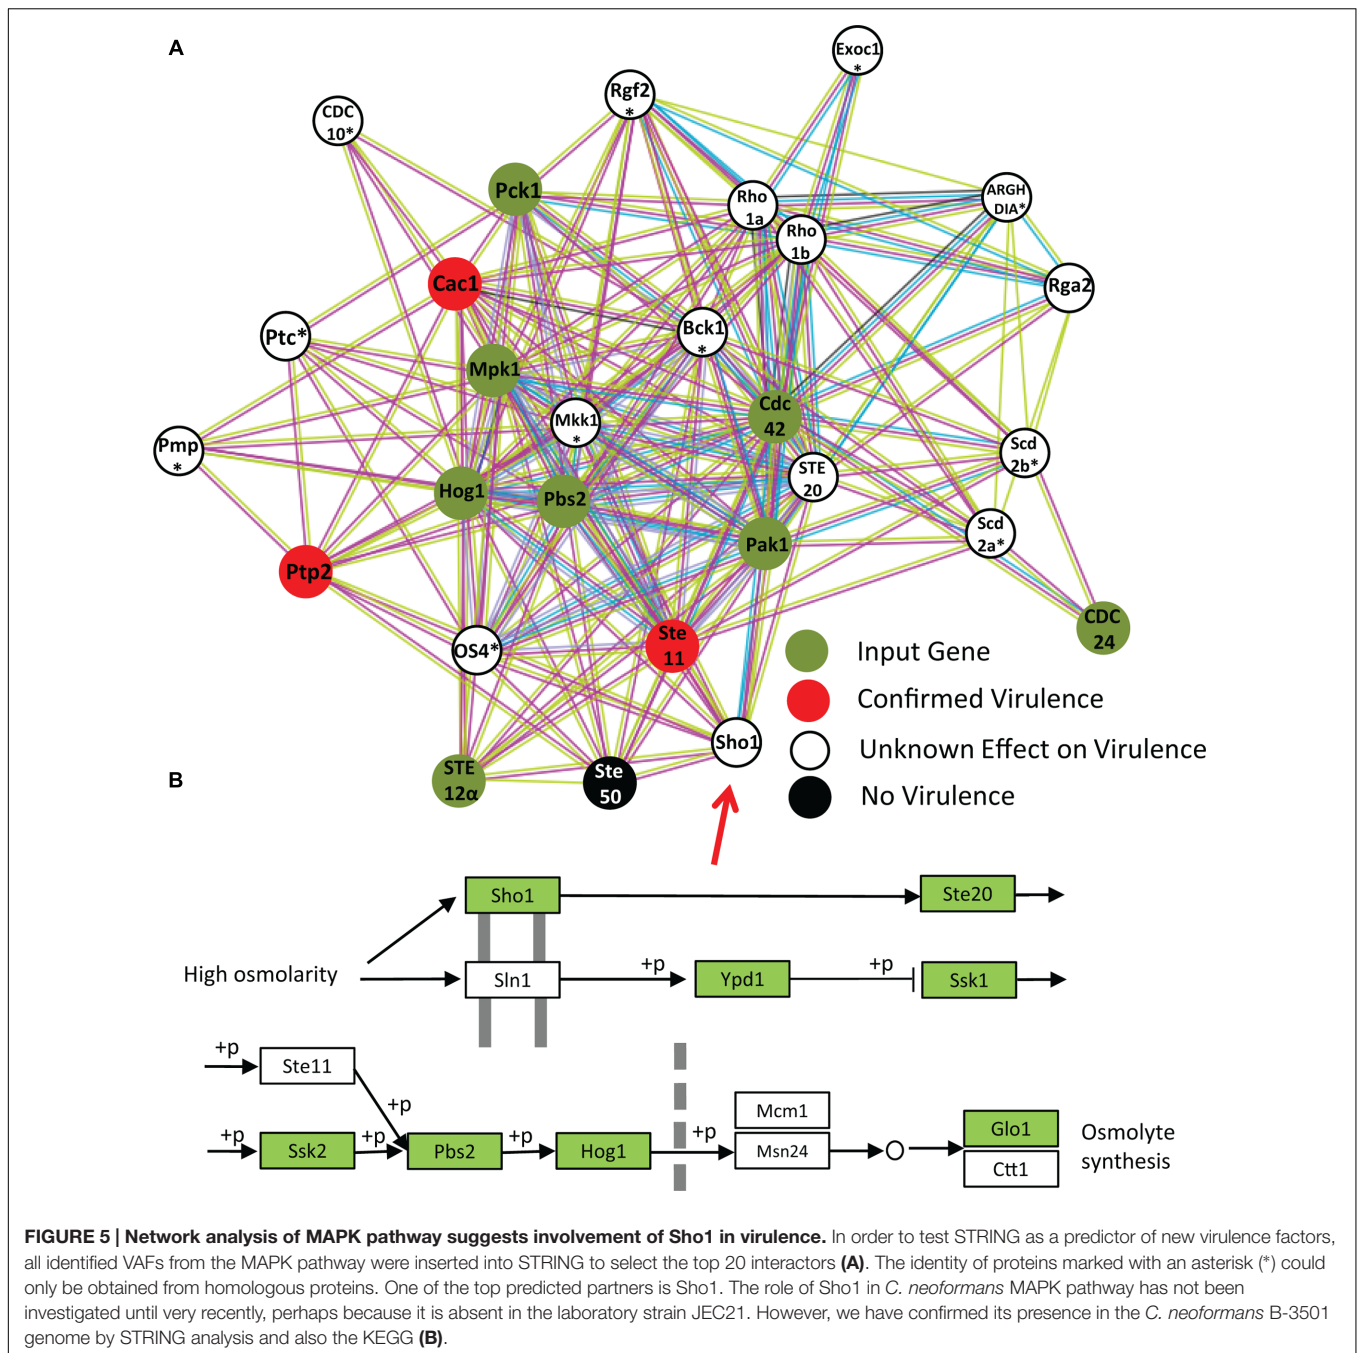 A
Exoc1
*
Rgf2
*
CDC
10*
Pck1
ARGH
DIA*
Rho
1a
Rho
1b
Cac1
Rga2
Ptc*
Bck1
*
Mpk1
Cdc
42
Mkk1
*
Pmp
*
Scd
2b*
STE
20
Hog1
Pbs2
Scd
2a*
Pak1
Ptp2
CDC
24
OS4*
Ste
11
Input Gene
Confirmed Virulence
Sho1
Unknown Effect on Virulence
STE
12α
Ste
50
No Virulence
B
Sho1
Ste20
High osmolarity
Sln1
+p
Ypd1
+p
Ssk1
+p
Ste11
+p
Mcm1
+p
Ssk2
+p
Pbs2
+p
Hog1
+p
Msn24
Glo1
Ctt1
Osmolyte
synthesis
FIGURE 5 | Network analysis of MAPK pathway suggests involvement of Sho1 in virulence. In order to test STRING as a predictor of new virulence factors,
all identified VAFs from the MAPK pathway were inserted into STRING to select the top 20 interactors (A). The identity of proteins marked with an asterisk (*) could
only be obtained from homologous proteins. One of the top predicted partners is Sho1. The role of Sho1 in C. neoformans MAPK pathway has not been
investigated until very recently, perhaps because it is absent in the laboratory strain JEC21. However, we have confirmed its presence in the C. neoformans B-3501
genome by STRING analysis and also the KEGG (B).